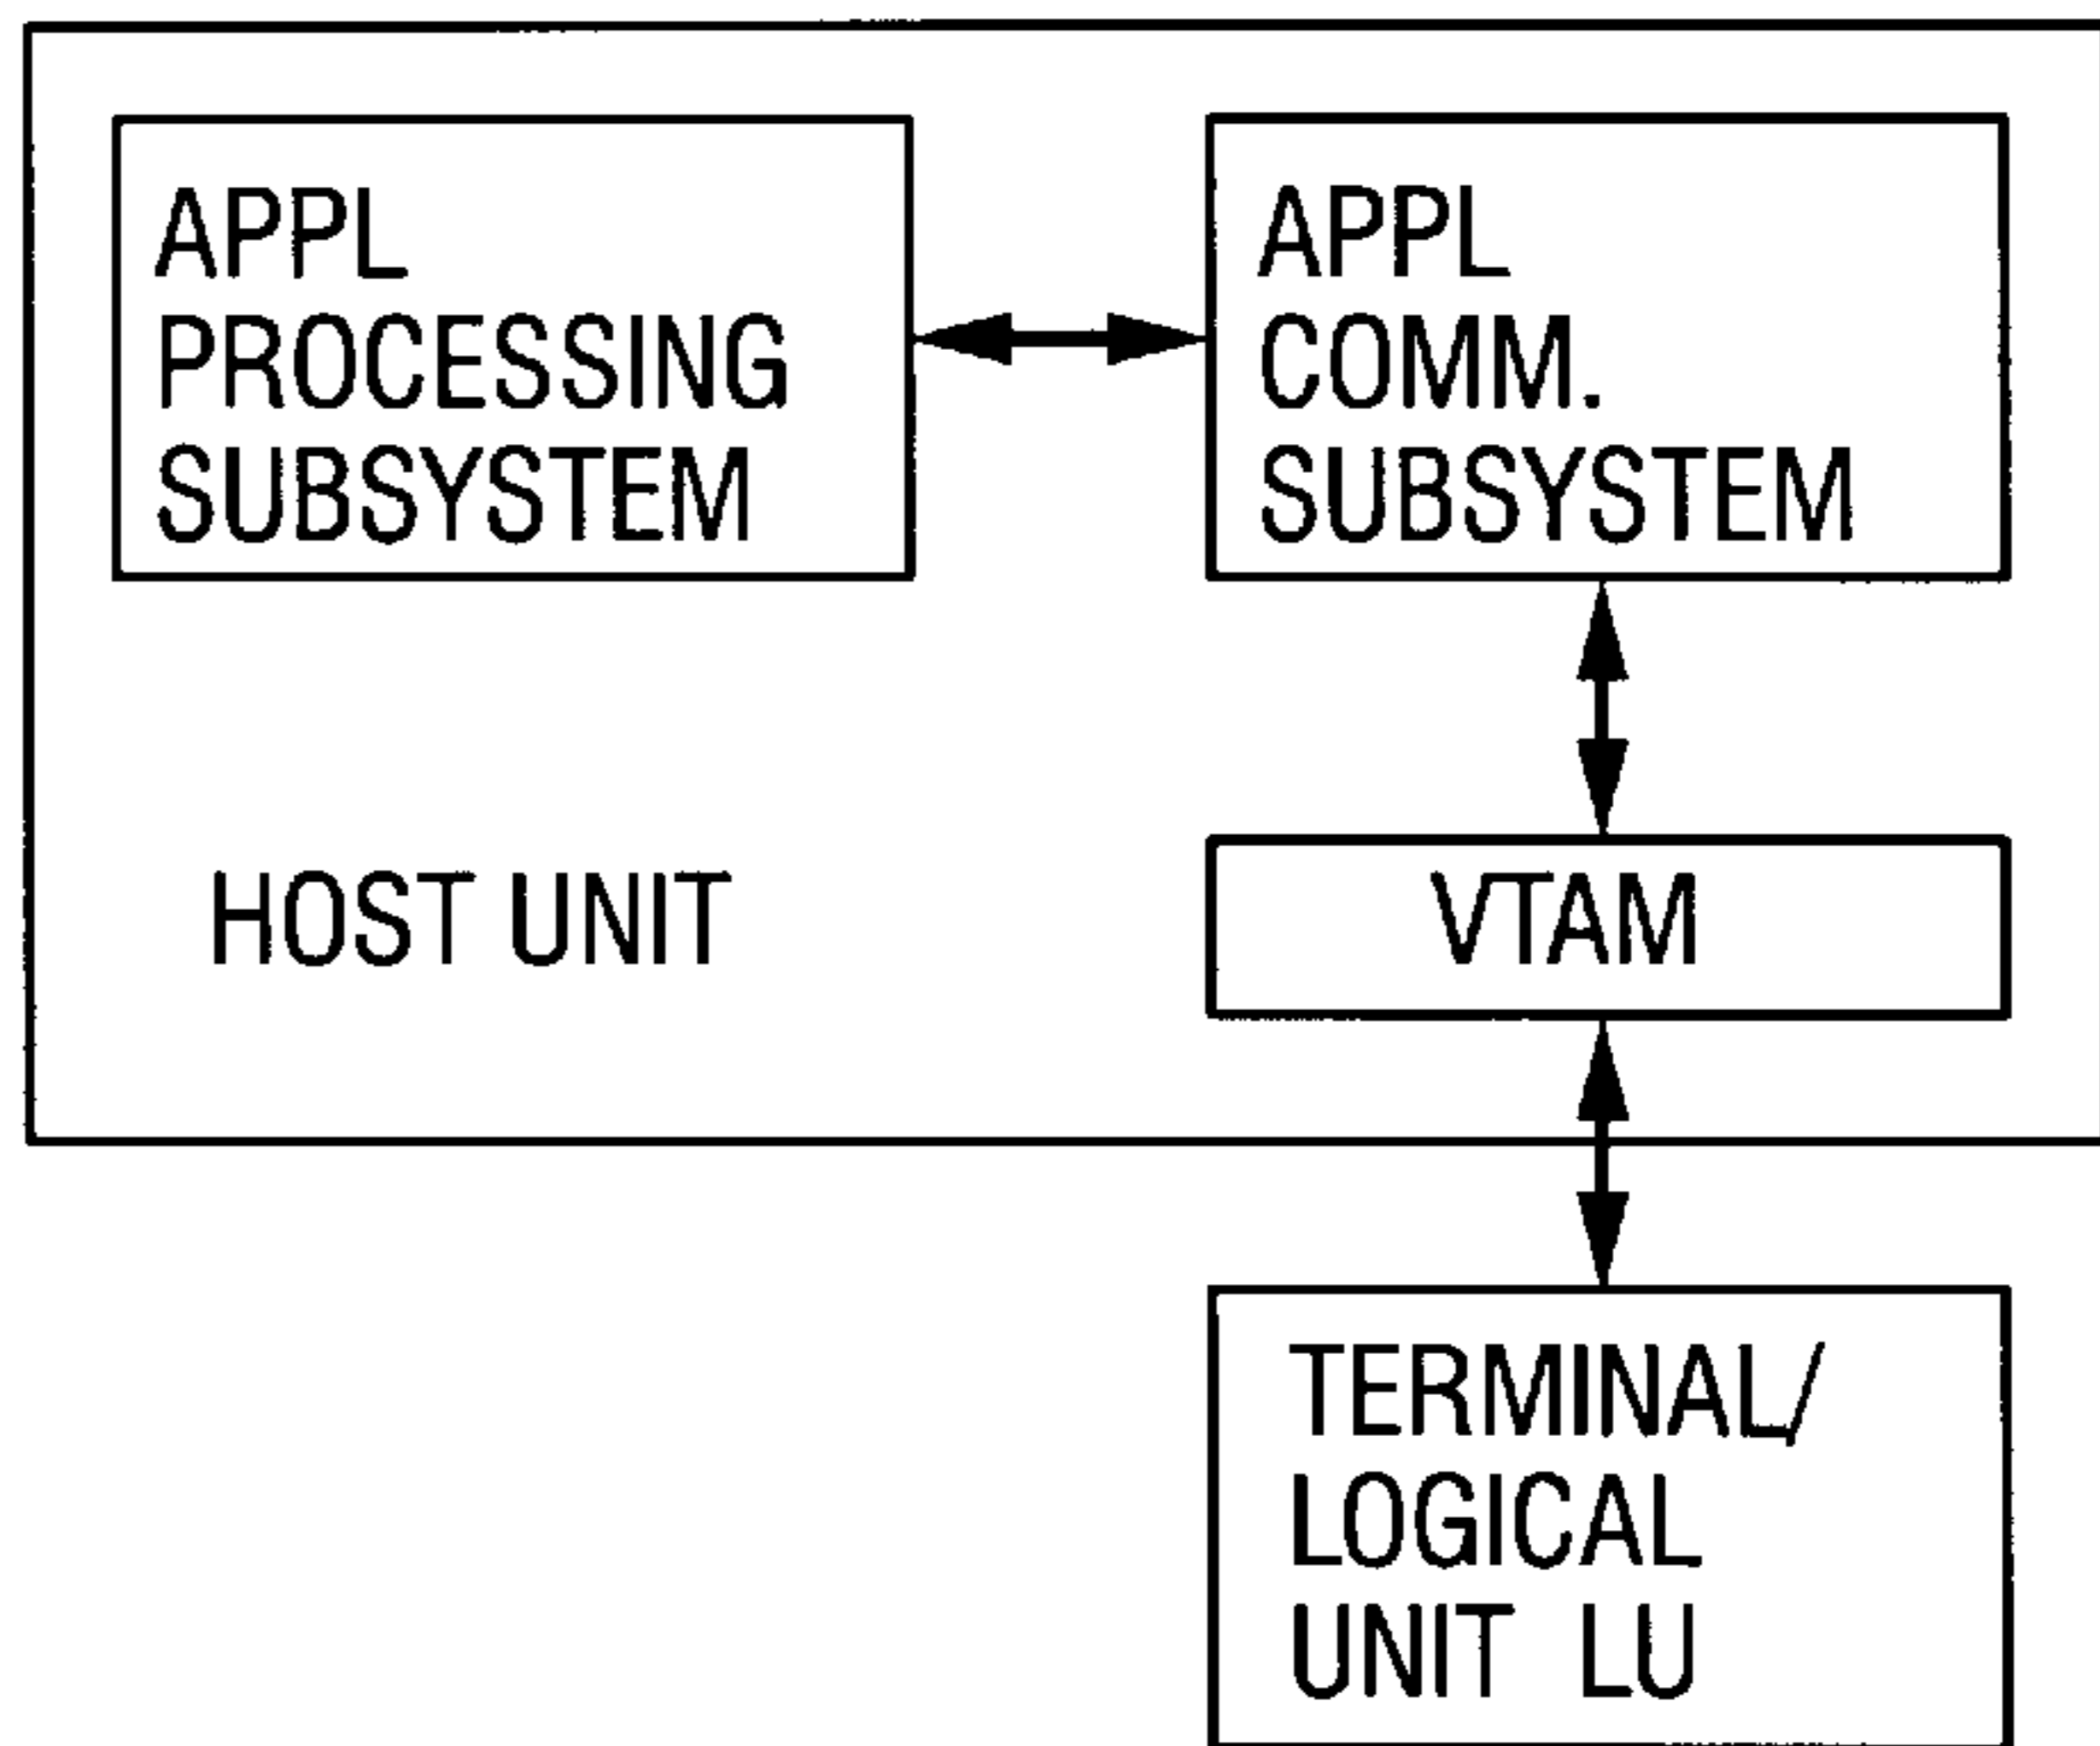 APPL
PROCESSING
SUBSYSTEM
APPL
COMM.
SUBSYSTEM
HOST UNIT
VTAM
TERMINAL/
LOGICAL
UNIT LU